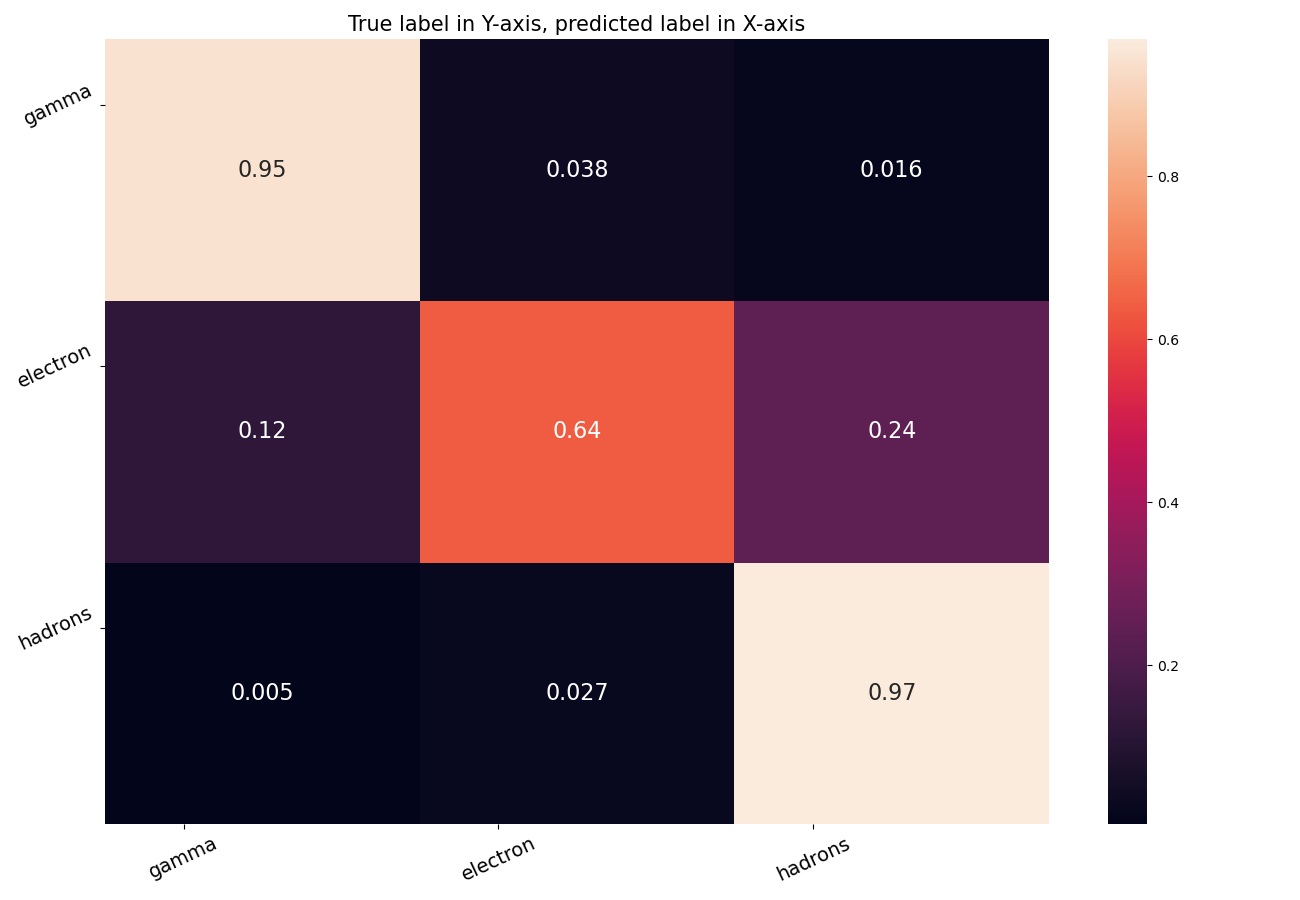 True label in Y-axis, predicted label in X-axis
gamma
0.95
0.038
0.016
0.8
electron
0.12
0.64
0.24
0.6
0.4
hadrons
0.005
0.027
0.97
0.2
gamma
electron
hadrons